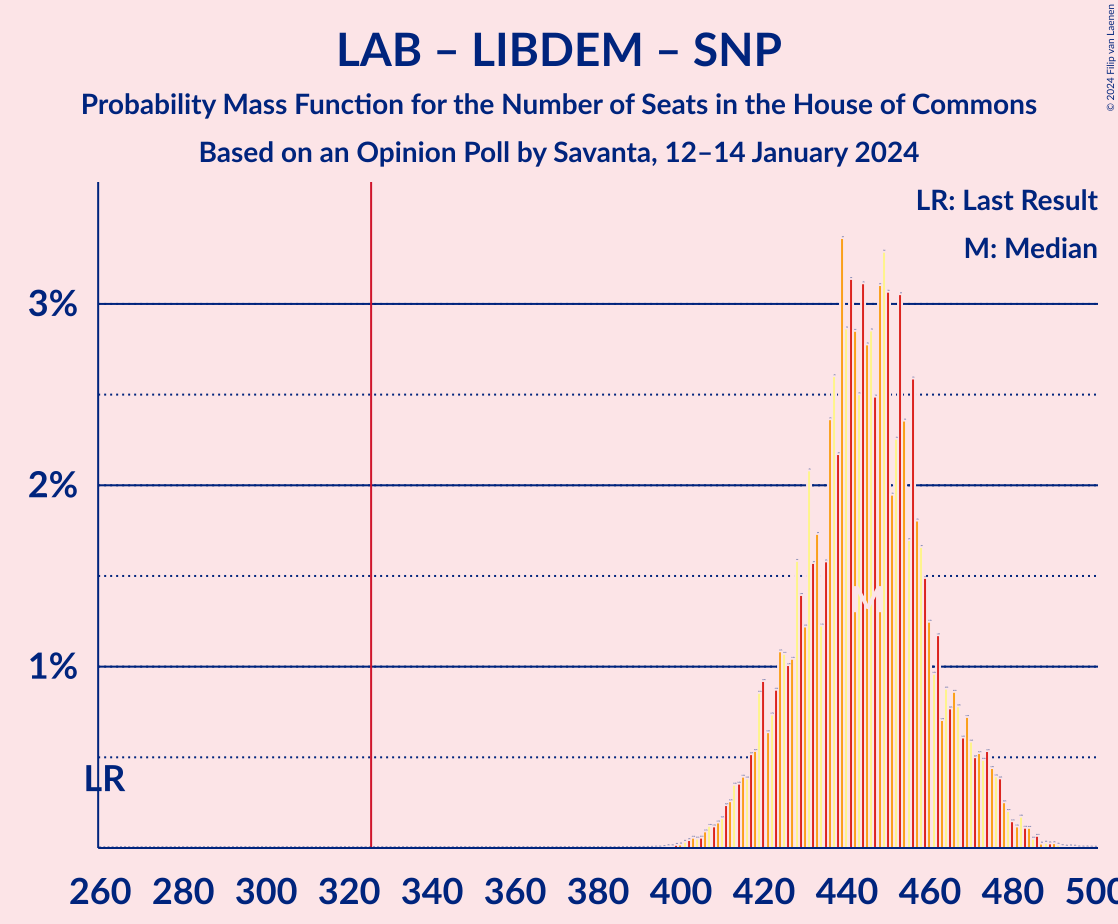 LAB – LIBDEM – SNP
Probability Mass Function for the Number of Seats in the House of Commons
Based on an Opinion Poll by Savanta, 12–14 January 2024
© 2024 Filip van Laenen
LR: Last Result
M: Median
3%
2%
1%
M
LR
260 280 300 320 340 360 380 400 420 440 460 480 500